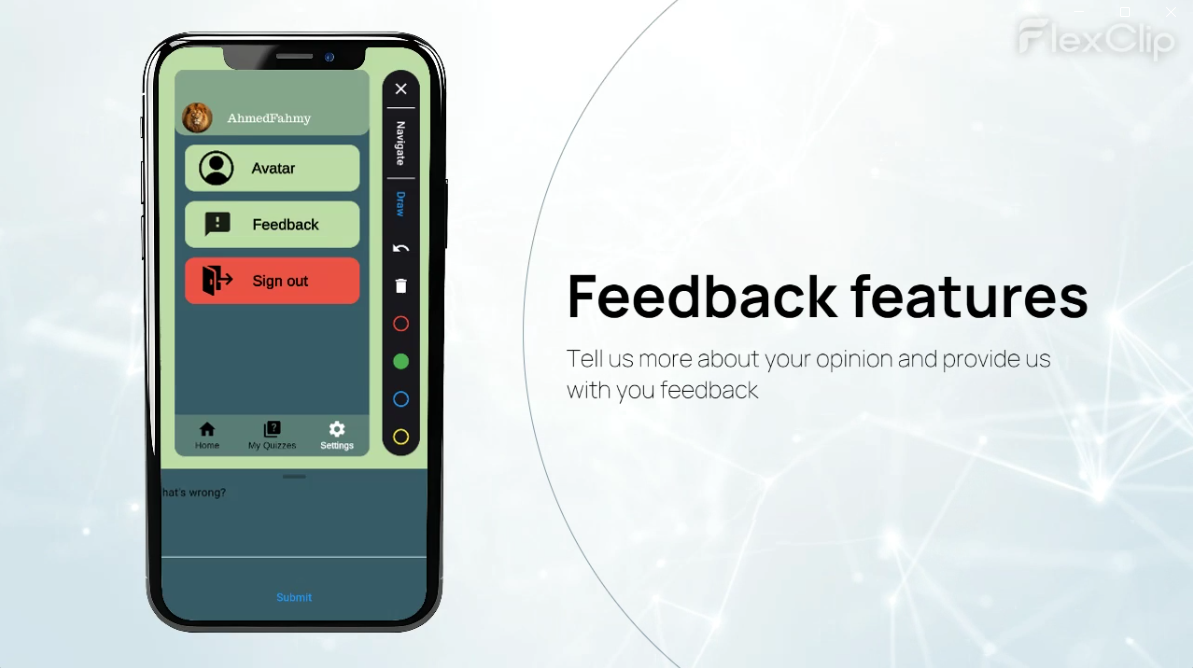 FlexClip
AhmedFahmy
Navigate
Avatar
Draw
Feedback
Sign out
Home
My Quizzes
Settings
hat's wrong?
Submit
Feedback features
Tell us more about your opinion and provide us
with you feedback